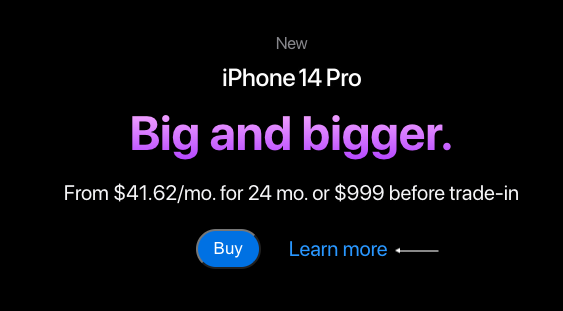 New
iPhone 14 Pro
Big and bigger.
From $41.62/mo. for 24 mo. or $999 before trade-in
Buy Learn more